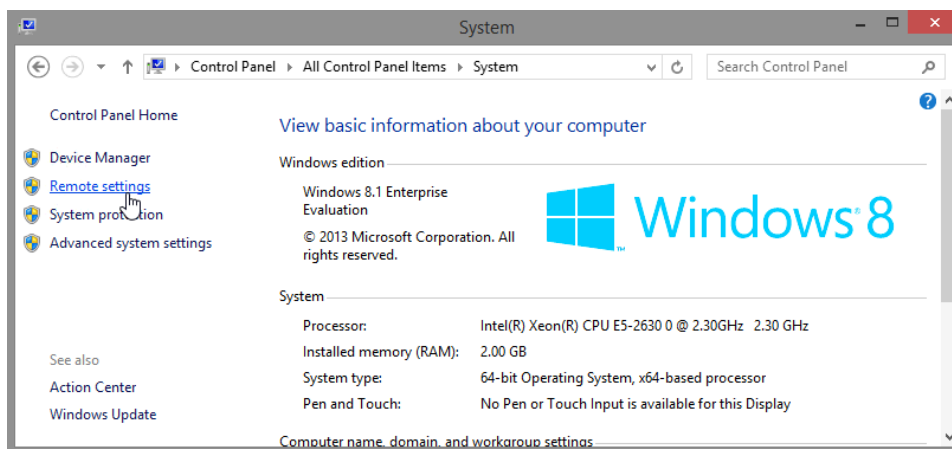 System
Control Panel All Control Panel Items System Search Control Panel
Control Panel Home
Device Manager
Remote settings
System protection
Advanced system settings
See also
Action Center
Windows Update
View basic information about your computer
Windows edition
Windows 8.1 Enterprise
Evaluation
© 2013 Microsoft Corporation. All
rights reserved.
Windows® 8
™
System
Processor: Intel(R) Xeon(R) CPU E5-2630 0 @ 2.30GHz 2.30 GHz
Installed memory (RAM): 2.00 GB
System type: 64-bit Operating System, x64-based processor
Pen and Touch: No Pen or Touch Input is available for this Display
Computer name, domain, and workgroup settings